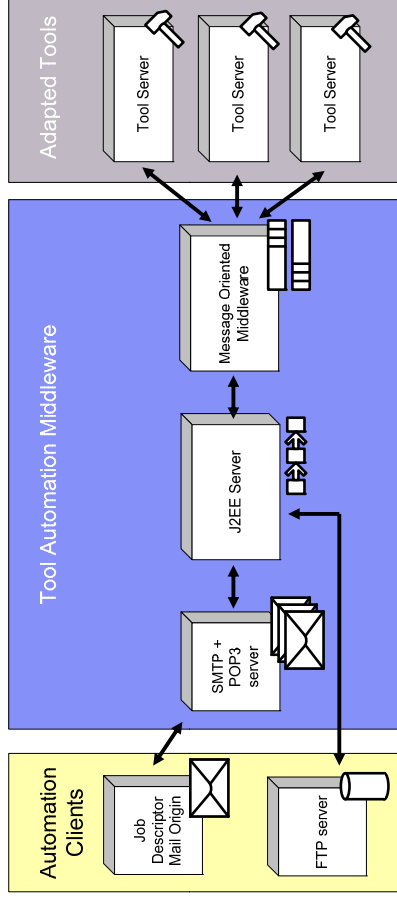 Automation
Clients
Job
Descriptor
Mail Origin
FTP server
Tool Automation Middleware
SMTP +
POP3
server
J2EE Server
Message Oriented
Middleware
Adapted Tools
Tool Server
Tool Server
Tool Server